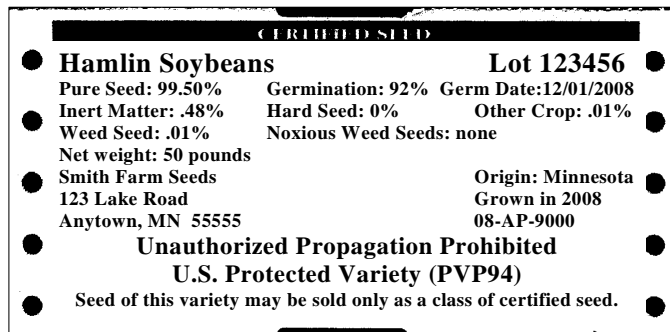 CERTIFIED SEED
Hamlin Soybeans Lot 123456
Pure Seed: 99.50% Germination: 92% Germ Date:12/01/2008
Inert Matter: .48% Hard Seed: 0% Other Crop: .01%
Weed Seed: .01% Noxious Weed Seeds: none
Net weight: 50 pounds
Smith Farm Seeds Origin: Minnesota
123 Lake Road Grown in 2008
Anytown, MN 55555 08-AP-9000
Unauthorized Propagation Prohibited
U.S. Protected Variety (PVP94)
Seed of this variety may be sold only as a class of certified seed.